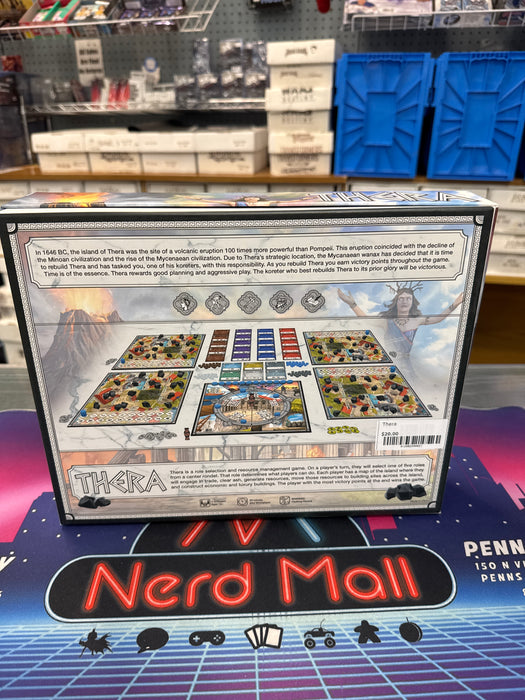 THERA
In 1646 BC, the island of Thera was the site of a volcanic eruption 100 times more powerful than Pompeii. This eruption coincided with the decline of
the Minoan civilization and the rise of the Mycenaean civilization. Due to Thera's strategic location, the Mycanaean wanax has decided that it is time
to rebuild Thera and has tasked you, one of his koreters, with this responsibility. As you rebuild Thera you earn victory points throughout the game.
Time is of the essence. Thera rewards good planning and aggressive play. The koreter who best rebuilds Thera to its prior glory will be victorious.
Thera
$20.00
THERA
Thera is a role selection and resource management game. On a player's turn, they will select one of five roles
from a center rondel. That role determines what players can do. Each player has a map of the island where they
will engage in trade, clear ash, generate resources, move those resources to building sites across the island,
and construct economic and luxury buildings. The player with the most victory points at the end wins the game.
Nerd Mall
PENN
150 N V
PENNS